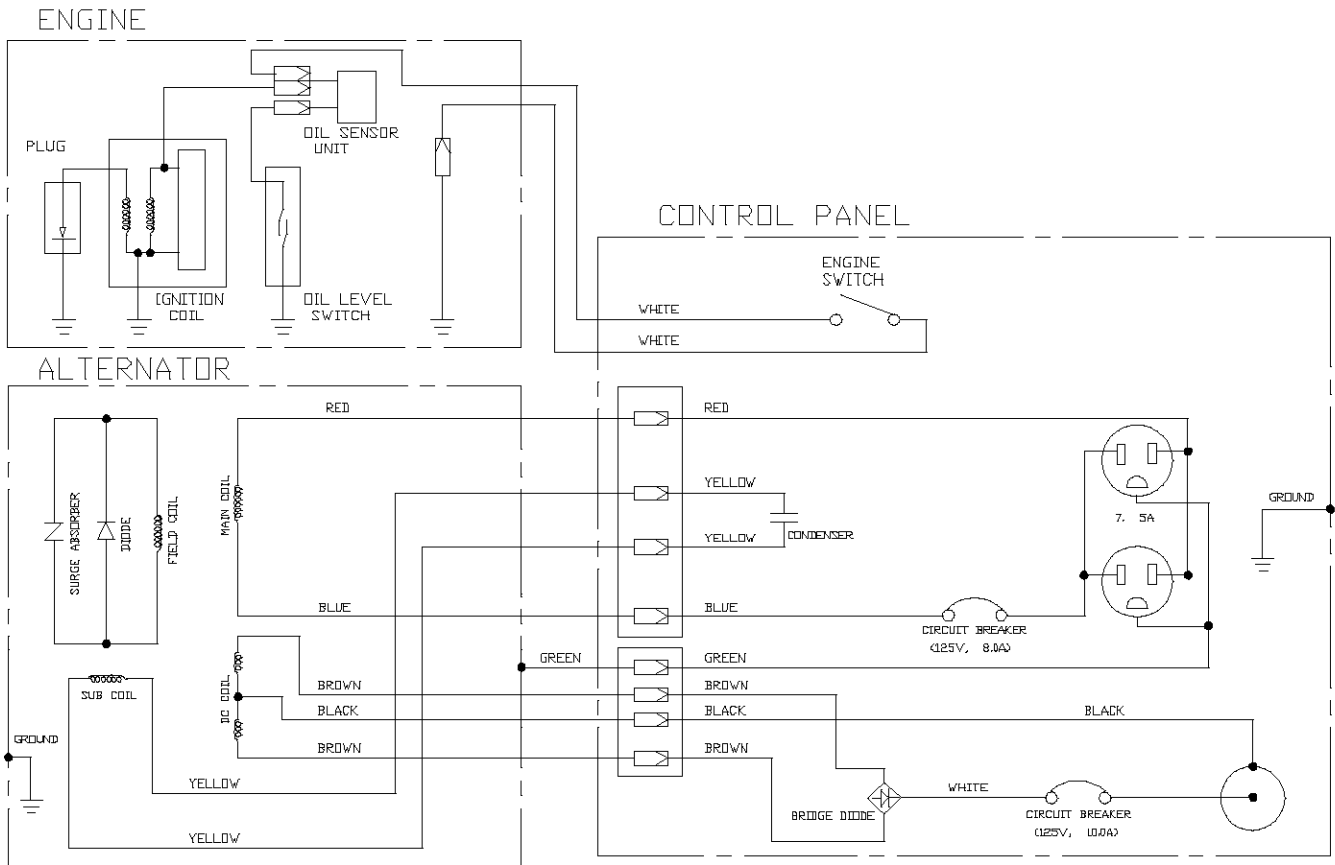 ENGINE
PLUG
OIL SENSOR
UNIT
IGNITION
COIL
OIL LEVEL
SWITCH
CONTROL PANEL
ENGINE
SWITCH
WHITE
WHITE
ALTERNATOR
RED
RED
SURGE ABSORBER
DIODE
FIELD COIL
MAIN COIL
YELLOW
YELLOW
CONDENSER
7. 5A
GROUND
BLUE
BLUE
CIRCUIT BREAKER
(125V, 8.0A)
GREEN
GREEN
SUB COIL
DC COIL
BROWN
BROWN
BLACK
BLACK
BLACK
BROWN
BROWN
GROUND
YELLOW
WHITE
BRIDGE DIODE
CIRCUIT BREAKER
(125V, 10.0A)
YELLOW